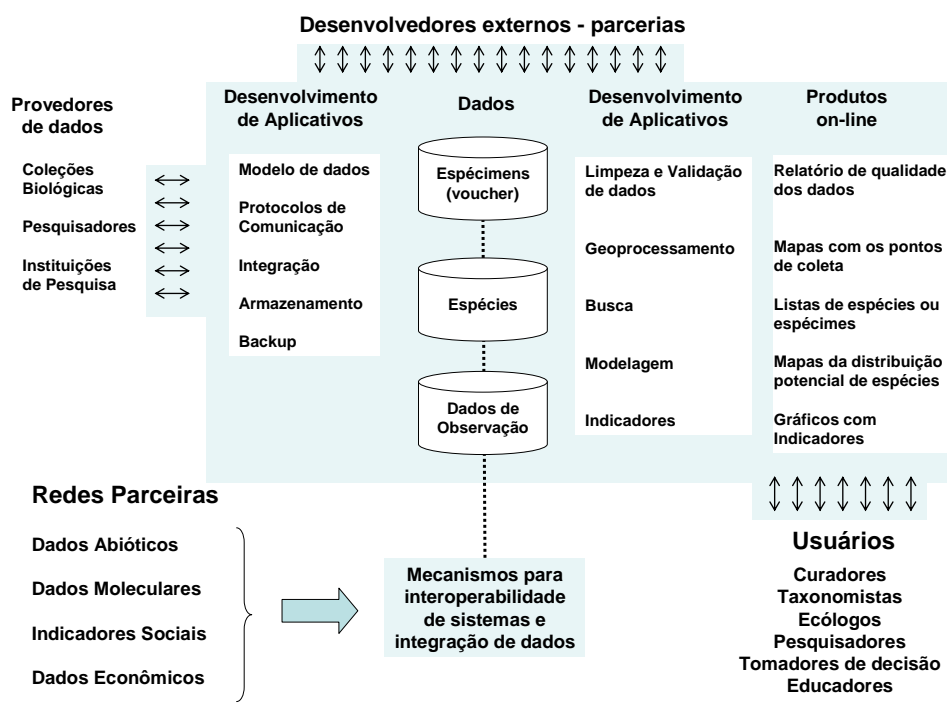 Desenvolvedores externos - parcerias
Provedores
de dados
Coleções
Biológicas
Pesquisadores
Instituições
de Pesquisa
Desenvolvimento
de Aplicativos
Modelo de dados
Protocolos de
Comunicação
Integração
Armazenamento
Backup
Dados
Espécimens
(voucher)
Espécies
Dados de
Observação
Desenvolvimento
de Aplicativos
Limpeza e Validação
de dados
Geoprocessamento
Busca
Modelagem
Indicadores
Produtos
on-line
Relatório de qualidade
dos dados
Mapas com os pontos
de coleta
Listas de espécies ou
espécimes
Mapas da distribuição
potencial de espécies
Gráficos com
Indicadores
Redes Parceiras
Dados Abióticos
Dados Moleculares
Indicadores Sociais
Dados Econômicos
Mecanismos para
interoperabilidade
de sistemas e
integração de dados
Usuários
Curadores
Taxonomistas
Ecólogos
Pesquisadores
Tomadores de decisão
Educadores